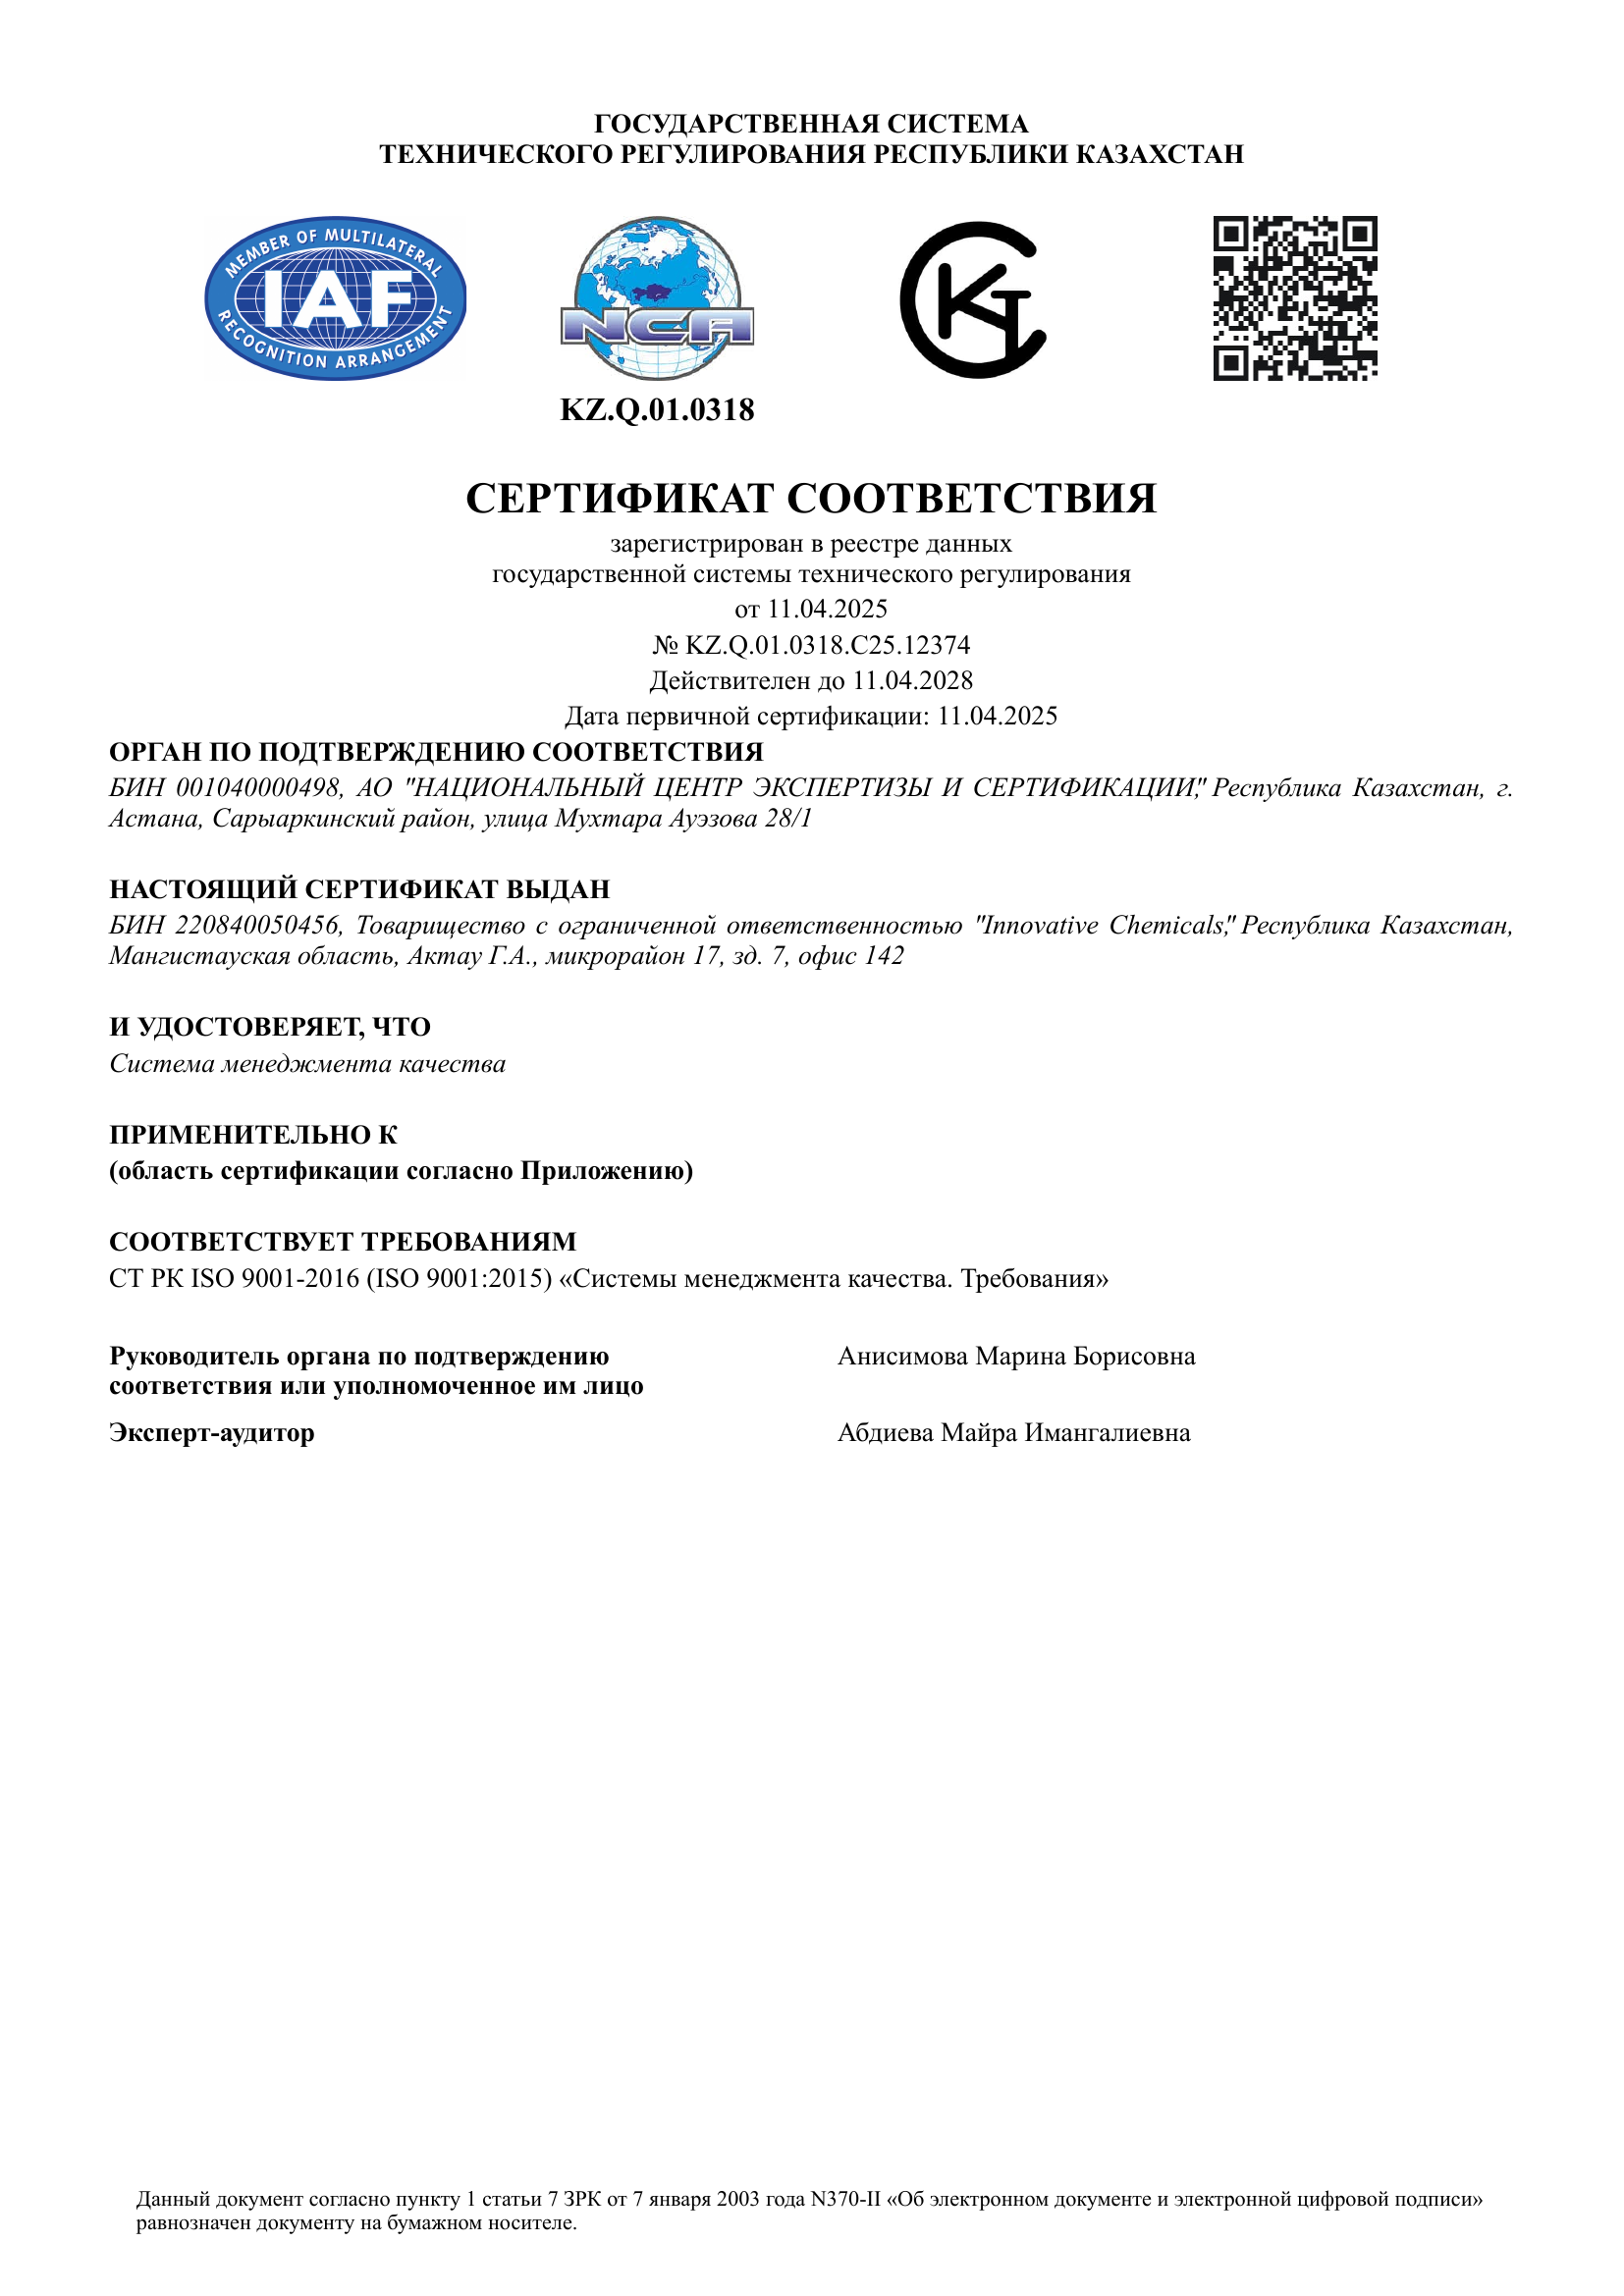 ГОСУДАРСТВЕННАЯ СИСТЕМА
ТЕХНИЧЕСКОГО РЕГУЛИРОВАНИЯ РЕСПУБЛИКИ КАЗАХСТАН
MEMBER OF MULTILATERAL
IAF
RECOGNITION ARRANGEMENT
NCA
KZ.Q.01.0318
СЕРТИФИКАТ СООТВЕТСТВИЯ
зарегистрирован в реестре данных
государственной системы технического регулирования
от 11.04.2025
№ KZ.Q.01.0318.C25.12374
Действителен до 11.04.2028
Дата первичной сертификации: 11.04.2025
ОРГАН ПО ПОДТВЕРЖДЕНИЮ СООТВЕТСТВИЯ
БИН 001040000498, АО "НАЦИОНАЛЬНЫЙ ЦЕНТР ЭКСПЕРТИЗЫ И СЕРТИФИКАЦИИ", Республика Казахстан, г.
Астана, Сарыаркинский район, улица Мухтара Ауэзова 28/1
НАСТОЯЩИЙ СЕРТИФИКАТ ВЫДАН
БИН 220840050456, Товарищество с ограниченной ответственностью "Innovative Chemicals", Республика Казахстан,
Мангистауская область, Актау Г.А., микрорайон 17, зд. 7, офис 142
И УДОСТОВЕРЯЕТ, ЧТО
Система менеджмента качества
ПРИМЕНИТЕЛЬНО К
(область сертификации согласно Приложению)
СООТВЕТСТВУЕТ ТРЕБОВАНИЯМ
СТ РК ISO 9001-2016 (ISO 9001:2015) «Системы менеджмента качества. Требования»
Руководитель органа по подтверждению Анисимова Марина Борисовна
соответствия или уполномоченное им лицо
Эксперт-аудитор Абдиева Майра Имангалиевна
Данный документ согласно пункту 1 статьи 7 ЗРК от 7 января 2003 года N370-II «Об электронном документе и электронной цифровой подписи»
равнозначен документу на бумажном носителе.